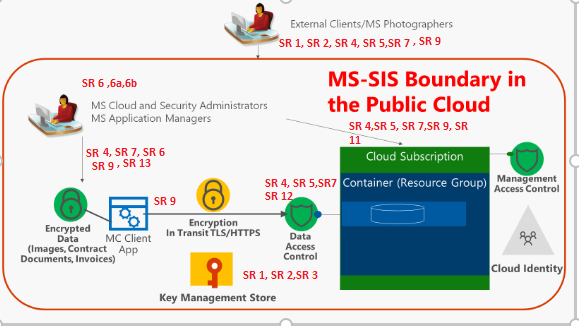 External Clients/MS Photographers
SR 1, SR 2, SR 4, SR 5,SR 7 , SR 9
SR 6 ,6a,6b
MS Cloud and Security Administrators
MS Application Managers
MS-SIS Boundary in
the Public Cloud
SR 4,SR 5, SR 7,SR 9, SR
11
SR 4, SR 7, SR 6
SR 9 , SR 13
Cloud Subscription
Container (Resource Group)
Management
Access Control
SR 9
SR 4, SR 5,SR7
SR 12
Encrypted
Data
(Images, Contract
Documents, Invoices)
MC Client
App
Encryption
In Transit TLS/HTTPS
Data
Access
Control
Cloud Identity
SR 1, SR 2,SR 3
Key Management Store